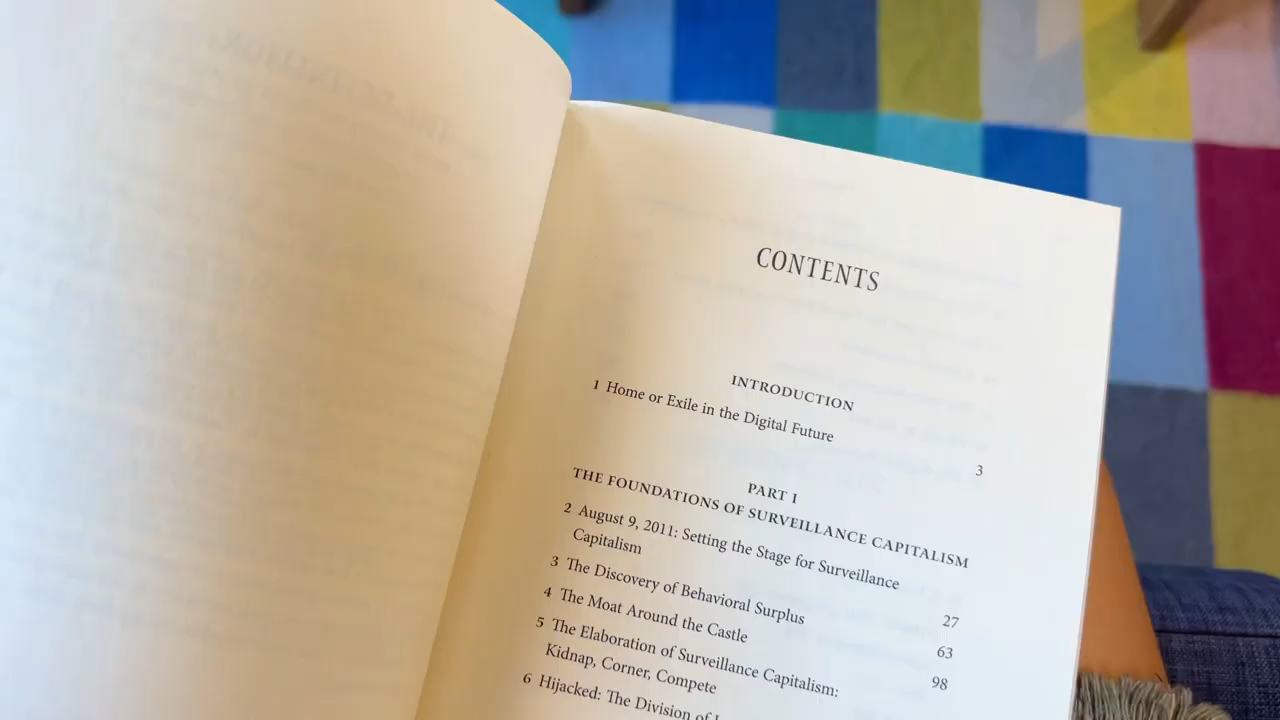 CONTENTS
INTRODUCTION
1 Home or Exile in the Digital Future 3
PART I
THE FOUNDATIONS OF SURVEILLANCE CAPITALISM
2 August 9, 2011: Setting the Stage for Surveillance
Capitalism 27
3 The Discovery of Behavioral Surplus 63
4 The Moat Around the Castle 98
5 The Elaboration of Surveillance Capitalism:
Kidnap, Corner, Compete
6 Hijacked: The Division of